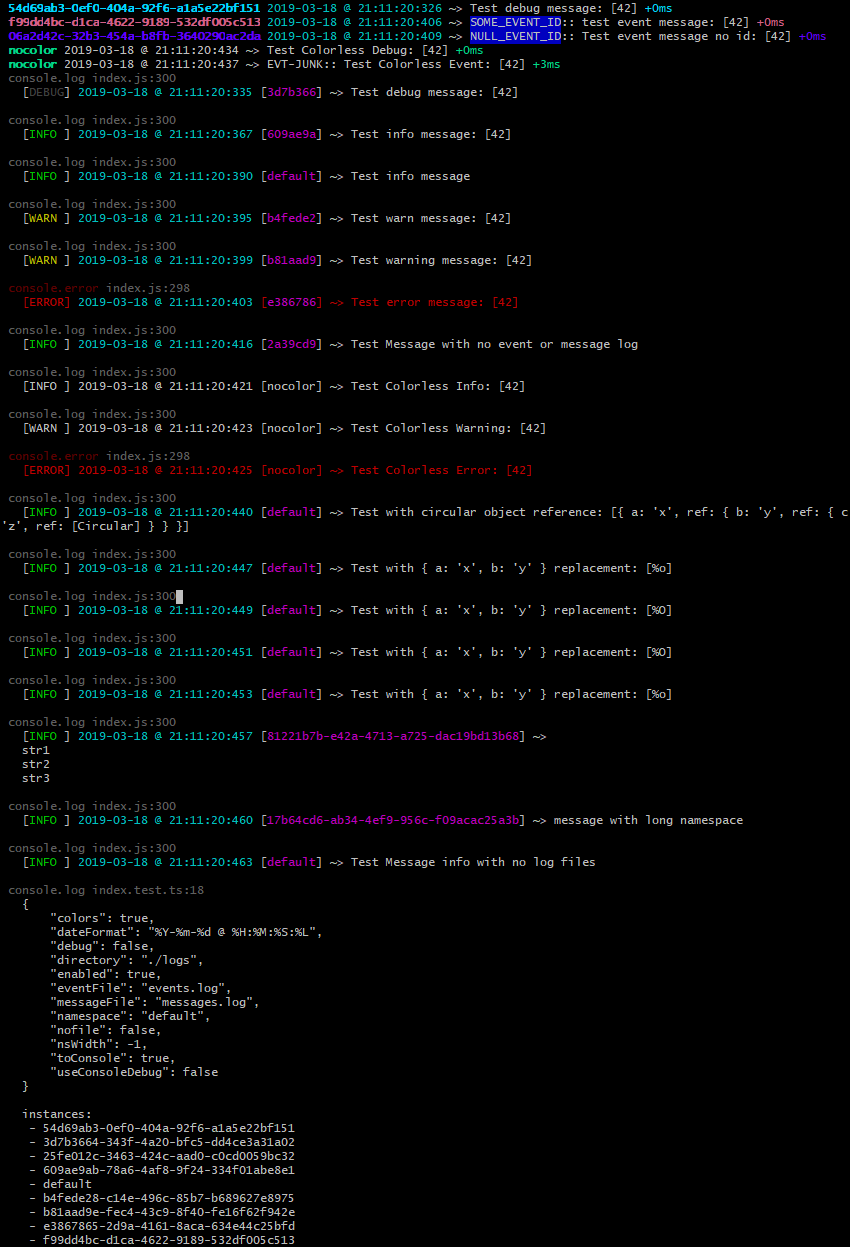 54d69ab3-0ef0-404a-92f6-a1a5e22bf151 2019-03-18 @ 21:11:20:326 ~> Test debug message: [42] +0ms
f99dd4bc-d1ca-4622-9189-532df005c513 2019-03-18 @ 21:11:20:406 ~> SOME_EVENT_ID:: test event message: [42] +0ms
06a2d42c-32b3-454a-b8fb-3640290ac2da 2019-03-18 @ 21:11:20:409 ~> NULL_EVENT_ID:: Test event message no id: [42] +0ms
nocolor 2019-03-18 @ 21:11:20:434 ~> Test Colorless Debug: [42] +0ms
nocolor 2019-03-18 @ 21:11:20:437 ~> EVT-JUNK:: Test Colorless Event: [42] +3ms
console.log index.js:300
[DEBUG] 2019-03-18 @ 21:11:20:335 [3d7b366] ~> Test debug message: [42]
console.log index.js:300
[INFO ] 2019-03-18 @ 21:11:20:367 [609ae9a] ~> Test info message: [42]
console.log index.js:300
[INFO ] 2019-03-18 @ 21:11:20:390 [default] ~> Test info message
console.log index.js:300
[WARN ] 2019-03-18 @ 21:11:20:395 [b4fede2] ~> Test warn message: [42]
console.log index.js:300
[WARN ] 2019-03-18 @ 21:11:20:399 [b81aad9] ~> Test warning message: [42]
console.error index.js:298
[ERROR] 2019-03-18 @ 21:11:20:403 [e386786] ~> Test error message: [42]
console.log index.js:300
[INFO ] 2019-03-18 @ 21:11:20:416 [2a39cd9] ~> Test Message with no event or message log
console.log index.js:300
[INFO ] 2019-03-18 @ 21:11:20:421 [nocolor] ~> Test Colorless Info: [42]
console.log index.js:300
[WARN ] 2019-03-18 @ 21:11:20:423 [nocolor] ~> Test Colorless Warning: [42]
console.error index.js:298
[ERROR] 2019-03-18 @ 21:11:20:425 [nocolor] ~> Test Colorless Error: [42]
console.log index.js:300
[INFO ] 2019-03-18 @ 21:11:20:440 [default] ~> Test with circular object reference: [{ a: 'x', ref: { b: 'y', ref: { c
'z', ref: [Circular] } } }]
console.log index.js:300
[INFO ] 2019-03-18 @ 21:11:20:447 [default] ~> Test with { a: 'x', b: 'y' } replacement: [%o]
console.log index.js:300
[INFO ] 2019-03-18 @ 21:11:20:449 [default] ~> Test with { a: 'x', b: 'y' } replacement: [%O]
console.log index.js:300
[INFO ] 2019-03-18 @ 21:11:20:451 [default] ~> Test with { a: 'x', b: 'y' } replacement: [%O]
console.log index.js:300
[INFO ] 2019-03-18 @ 21:11:20:453 [default] ~> Test with { a: 'x', b: 'y' } replacement: [%o]
console.log index.js:300
[INFO ] 2019-03-18 @ 21:11:20:457 [81221b7b-e42a-4713-a725-dac19bd13b68] ~>
str1
str2
str3
console.log index.js:300
[INFO ] 2019-03-18 @ 21:11:20:460 [17b64cd6-ab34-4ef9-956c-f09acac25a3b] ~> message with long namespace
console.log index.js:300
[INFO ] 2019-03-18 @ 21:11:20:463 [default] ~> Test Message info with no log files
console.log index.test.ts:18
{
"colors": true,
"dateFormat": "%Y-%m-%d @ %H:%M:%S:%L",
"debug": false,
"directory": "./logs",
"enabled": true,
"eventFile": "events.log",
"messageFile": "messages.log",
"namespace": "default",
"nofile": false,
"nsWidth": -1,
"toConsole": true,
"useConsoleDebug": false
}
instances:
- 54d69ab3-0ef0-404a-92f6-a1a5e22bf151
- 3d7b3664-343f-4a20-bfc5-dd4ce3a31a02
- 25fe012c-3463-424c-aad0-c0cd0059bc32
- 609ae9ab-78a6-4af8-9f24-334f01abe8e1
- default
- b4fede28-c14e-496c-85b7-b689627e8975
- b81aad9e-fec4-43c9-8f40-fe16f62f942e
- e3867865-2d9a-4161-8aca-634e44c25bfd
- f99dd4bc-d1ca-4622-9189-532df005c513